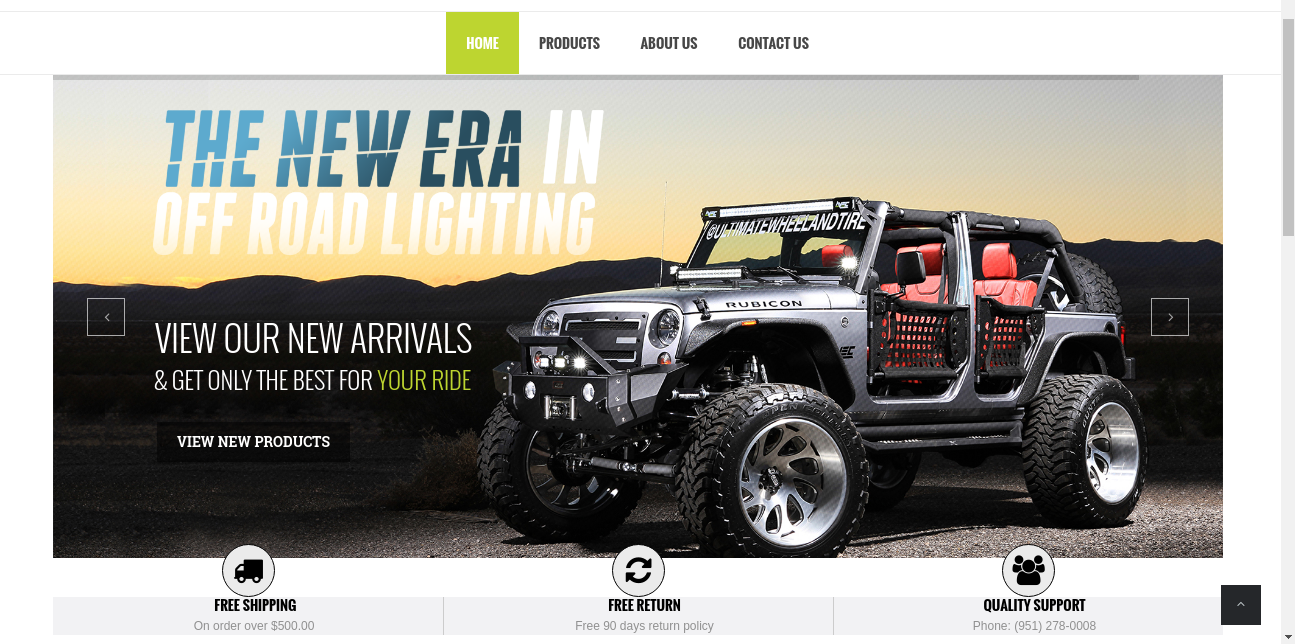 HOME PRODUCTS ABOUT US CONTACT US
THE NEW ERA IN
OFF ROAD LIGHTING
@ULTIMATEWHEELANDTIRE
RUBICON
VIEW OUR NEW ARRIVALS
& GET ONLY THE BEST FOR YOUR RIDE
VIEW NEW PRODUCTS
FREE SHIPPING
On order over $500.00
FREE RETURN
Free 90 days return policy
QUALITY SUPPORT
Phone: (951) 278-0008